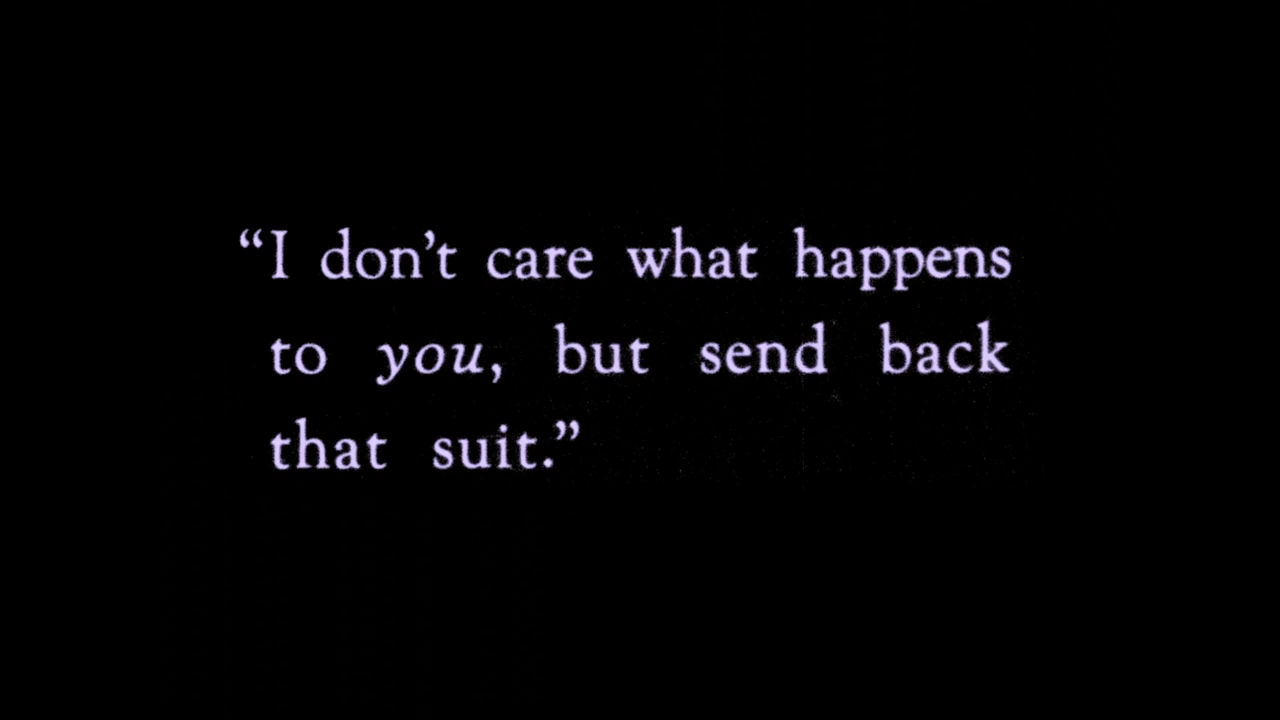 “I don’t care what happens
to you, but send back
that suit.”